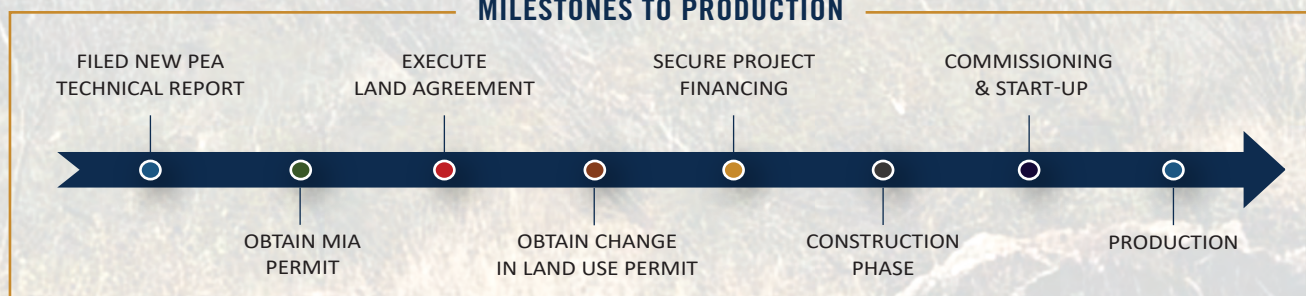 MILESTONES TO PRODUCTION
FILED NEW PEA
TECHNICAL REPORT
EXECUTE
LAND AGREEMENT
SECURE PROJECT
FINANCING
COMMISSIONING
& START-UP
OBTAIN MIA
PERMIT
OBTAIN CHANGE
IN LAND USE PERMIT
CONSTRUCTION
PHASE
PRODUCTION